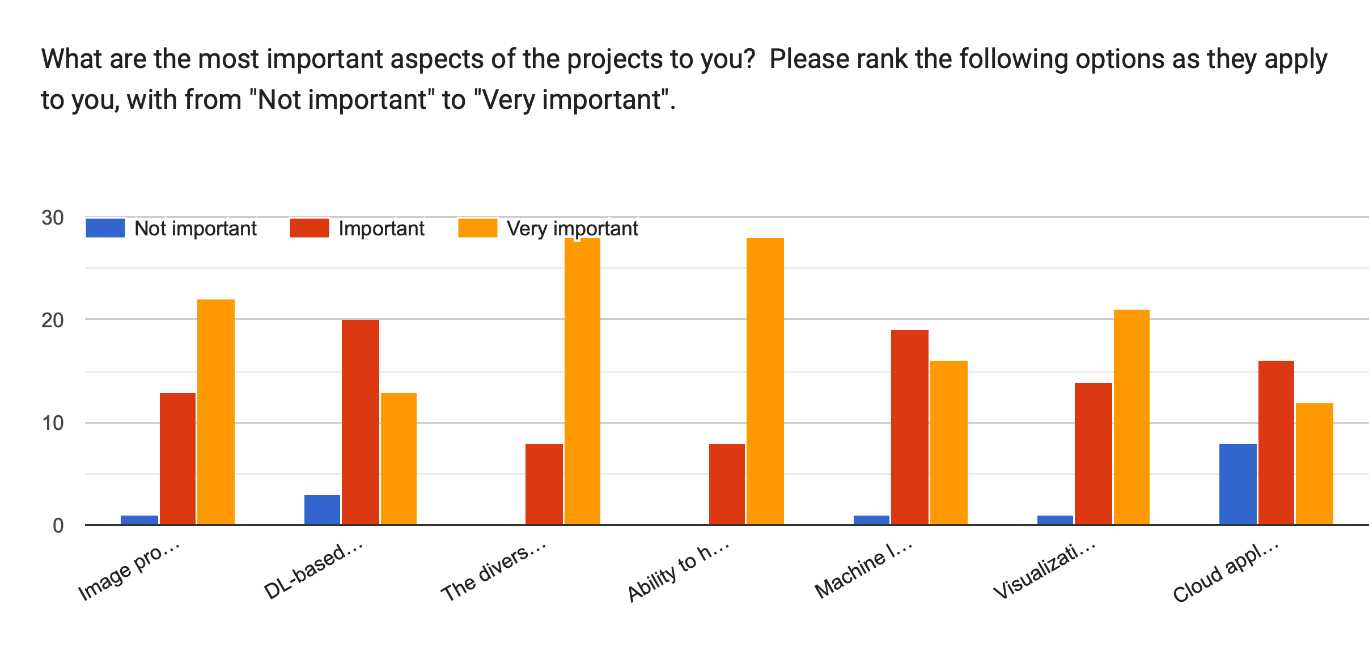 What are the most important aspects of the projects to you?  Please rank the following options as they apply
to you, with from "Not important" to "Very important".
30
Not important
Important
Very important
20
10
0
Image pro...
DL-based...
The divers...
Ability to h...
Machine l...
Visualizati...
Cloud appl...